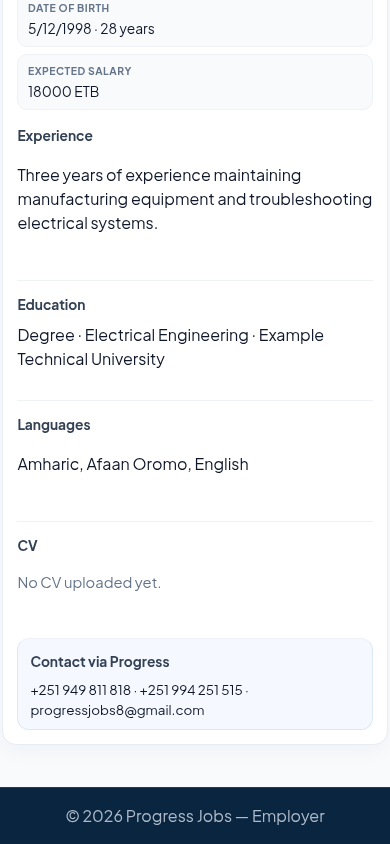 DATE OF BIRTH
5/12/1998 · 28 years
EXPECTED SALARY
18000 ETB
Experience
Three years of experience maintaining
manufacturing equipment and troubleshooting
electrical systems.
Education
Degree · Electrical Engineering · Example
Technical University
Languages
Amharic, Afaan Oromo, English
CV
No CV uploaded yet.
Contact via Progress
+251 949 811 818 · +251 994 251 515 ·
progressjobs8@gmail.com
© 2026 Progress Jobs — Employer